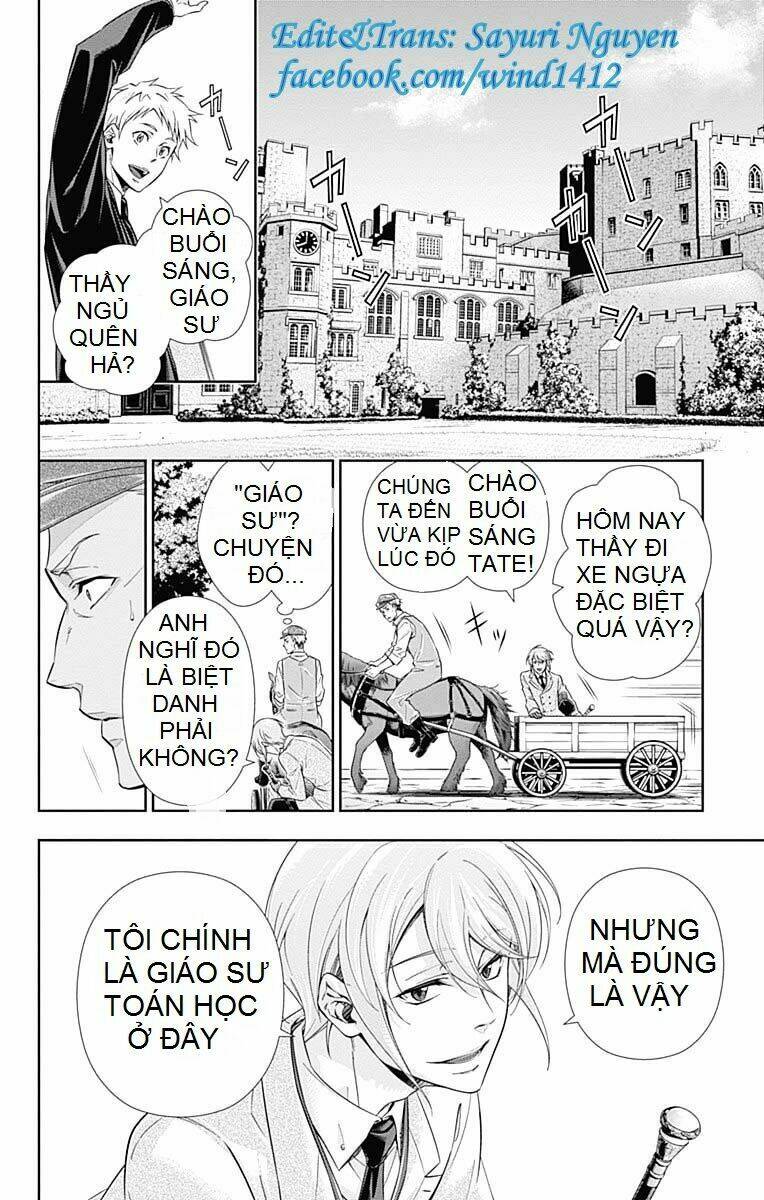 Edit&Trans: Sayuri Nguyen
facebook.com/wind1412
CHÀO
BUỔI
SÁNG,
GIÁO
SƯ
THẦY
NGỦ
QUÊN
HẢ?
HÔM NAY
THẦY ĐI
XE NGỰA
ĐẶC BIỆT
QUÁ VẬY?
CHÀO
BUỔI
SÁNG
TATE!
CHÚNG
TA ĐẾN
VỪA KỊP
LÚC ĐÓ
"GIÁO
SƯ"?
CHUYỆN
ĐÓ...
ANH
NGHĨ ĐÓ
LÀ BIỆT
DANH
PHẢI
KHÔNG?
NHƯNG
MÀ ĐÚNG
LÀ VẬY
TÔI CHÍNH
LÀ GIÁO SƯ
TOÁN HỌC
Ở ĐÂY